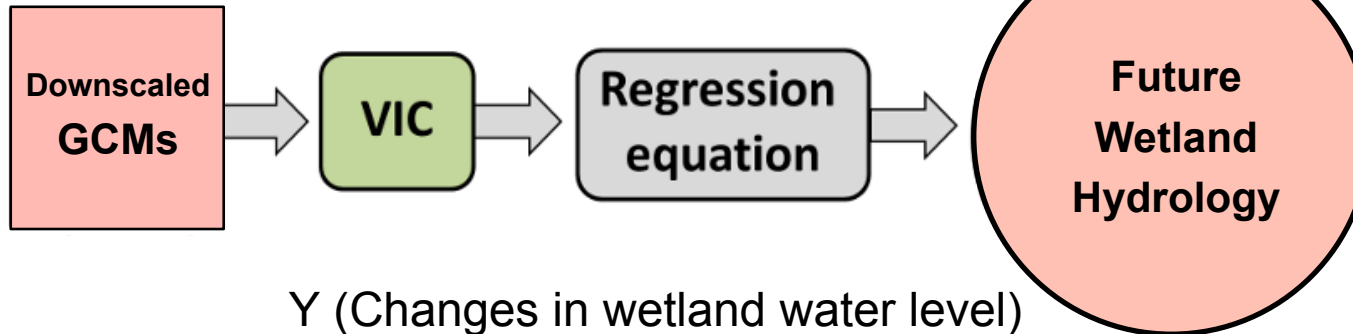 Downscaled
GCMs
VIC
Regression
equation
Future
Wetland
Hydrology
Y (Changes in wetland water level)